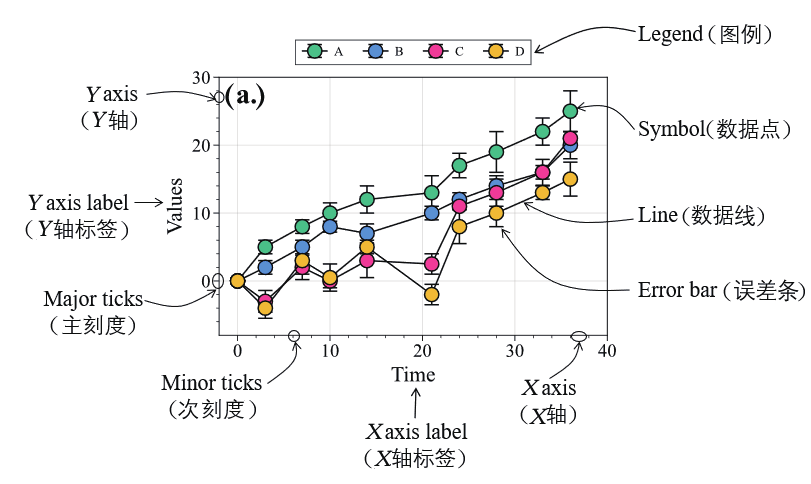 Legend (图例)
A B C D
30
(a.)
Y axis
(Y轴)
20
Symbol(数据点)
Y axis label
(Y轴标签)
Values
10
Line (数据线)
0
Major ticks
(主刻度)
Error bar (误差条)
0 10 20 30 40
Time
Minor ticks
(次刻度)
X axis
(X轴)
X axis label
(X轴标签)